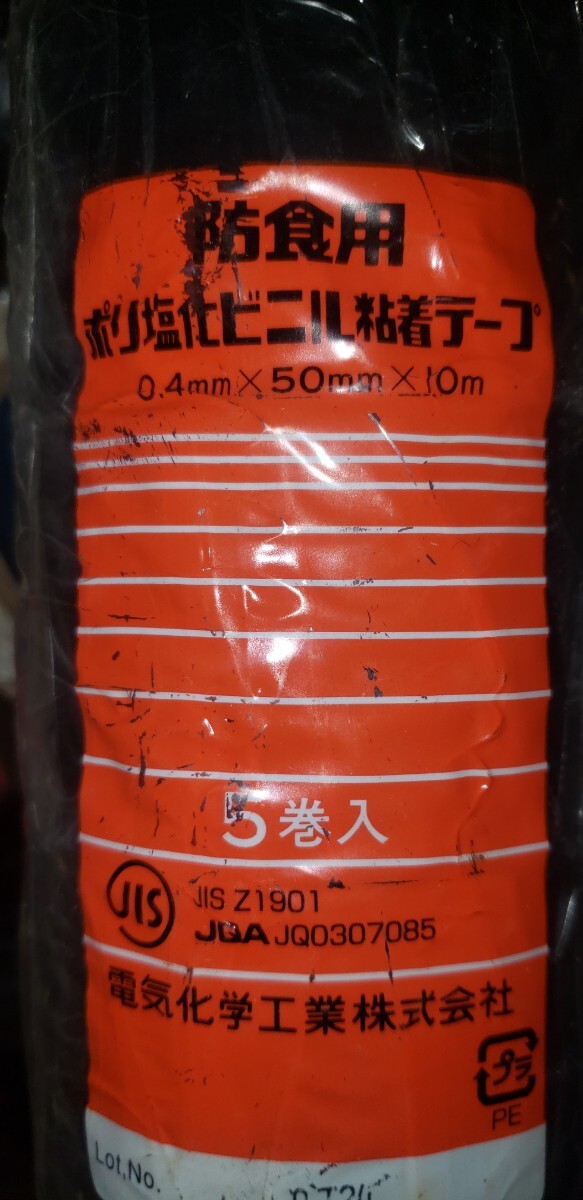 防食用
ポリ塩化ビニル粘着テープ
0.4mm×50mm×10m
5巻入
JIS
JIS Z1901
JQA JQ0307085
電気化学工業株式会社
プラ
PE
Lot,No.